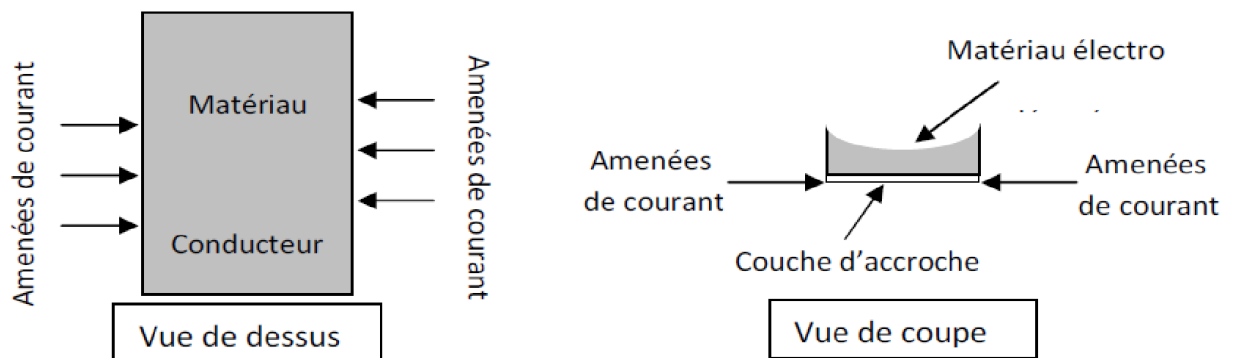 Amenées de courant
Matériau
Conducteur
Amenées de courant
Vue de dessus
Matériau électro
Amenées
de courant
Amenées
de courant
Couche d'accroche
Vue de coupe